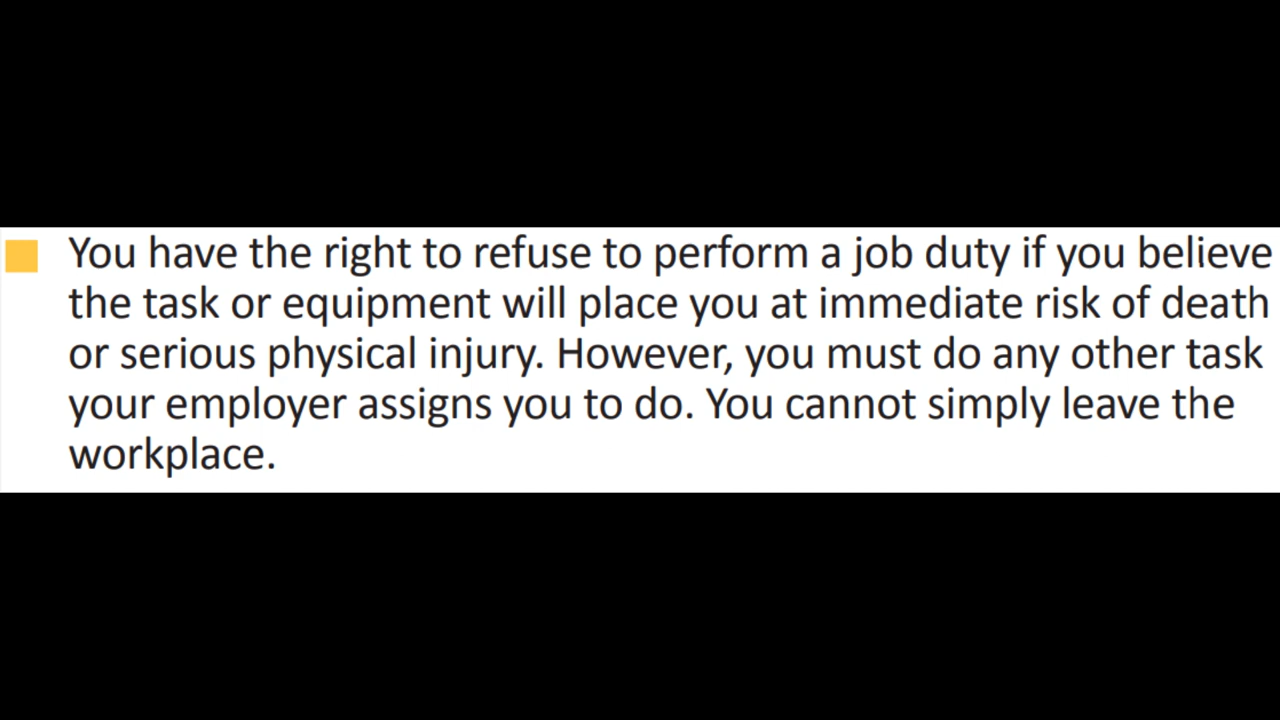 You have the right to refuse to perform a job duty if you believe
the task or equipment will place you at immediate risk of death
or serious physical injury. However, you must do any other task
your employer assigns you to do. You cannot simply leave the
workplace.